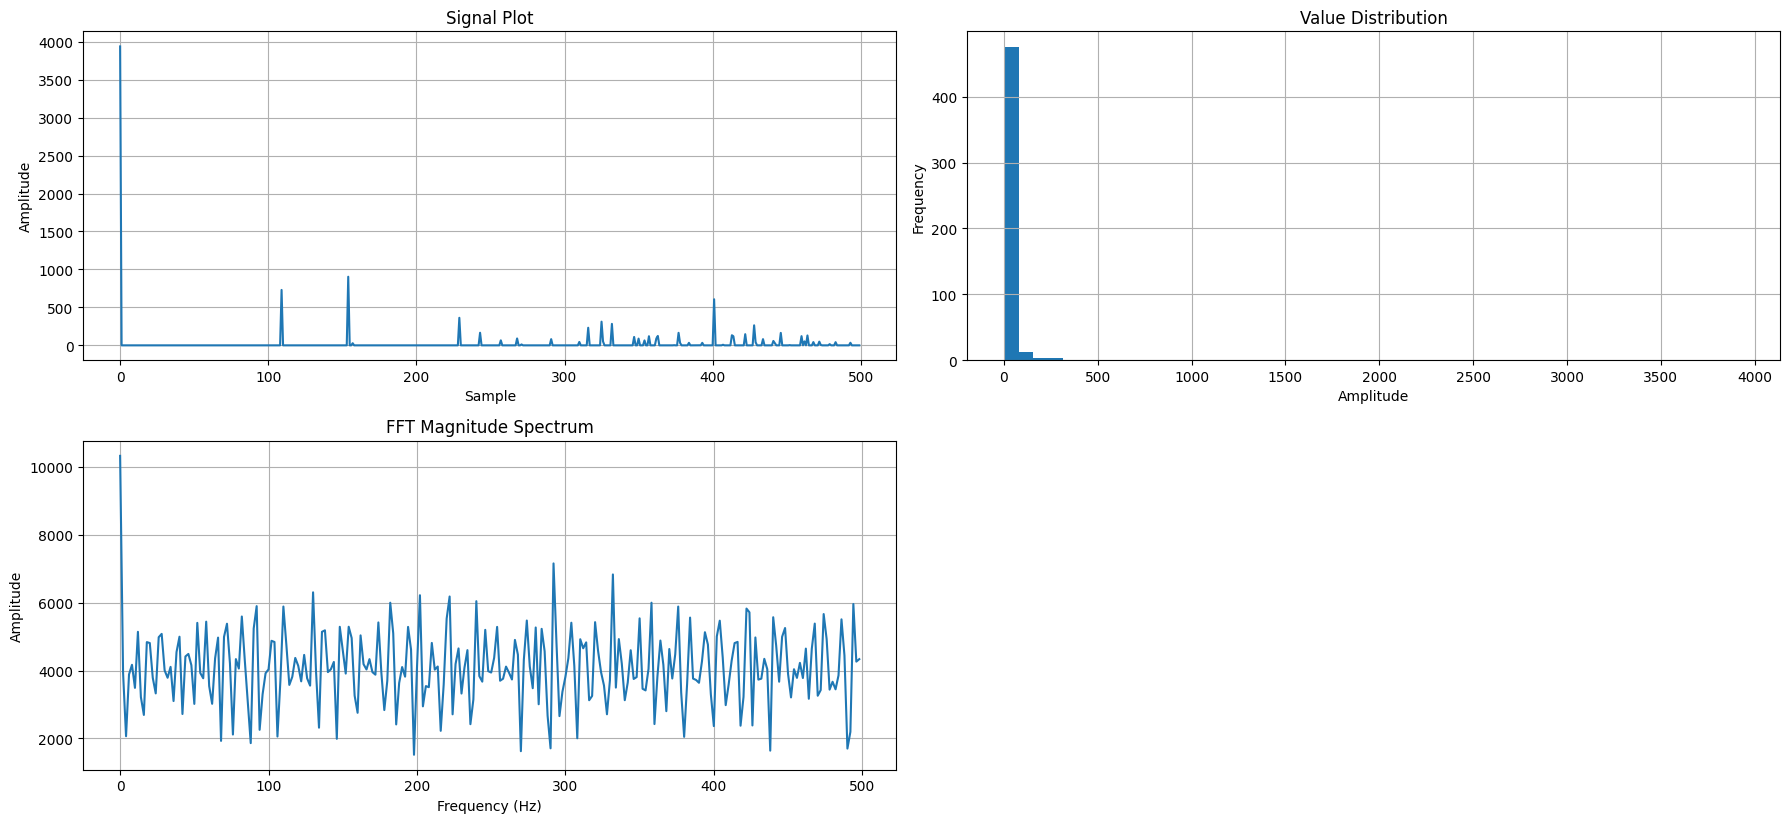 Signal Plot
Amplitude
4000
3500
3000
2500
2000
1500
1000
500
0
0 100 200 300 400 500
Sample
Value Distribution
Frequency
400
300
200
100
0
0 500 1000 1500 2000 2500 3000 3500 4000
Amplitude
FFT Magnitude Spectrum
Amplitude
10000
8000
6000
4000
2000
0 100 200 300 400 500
Frequency (Hz)